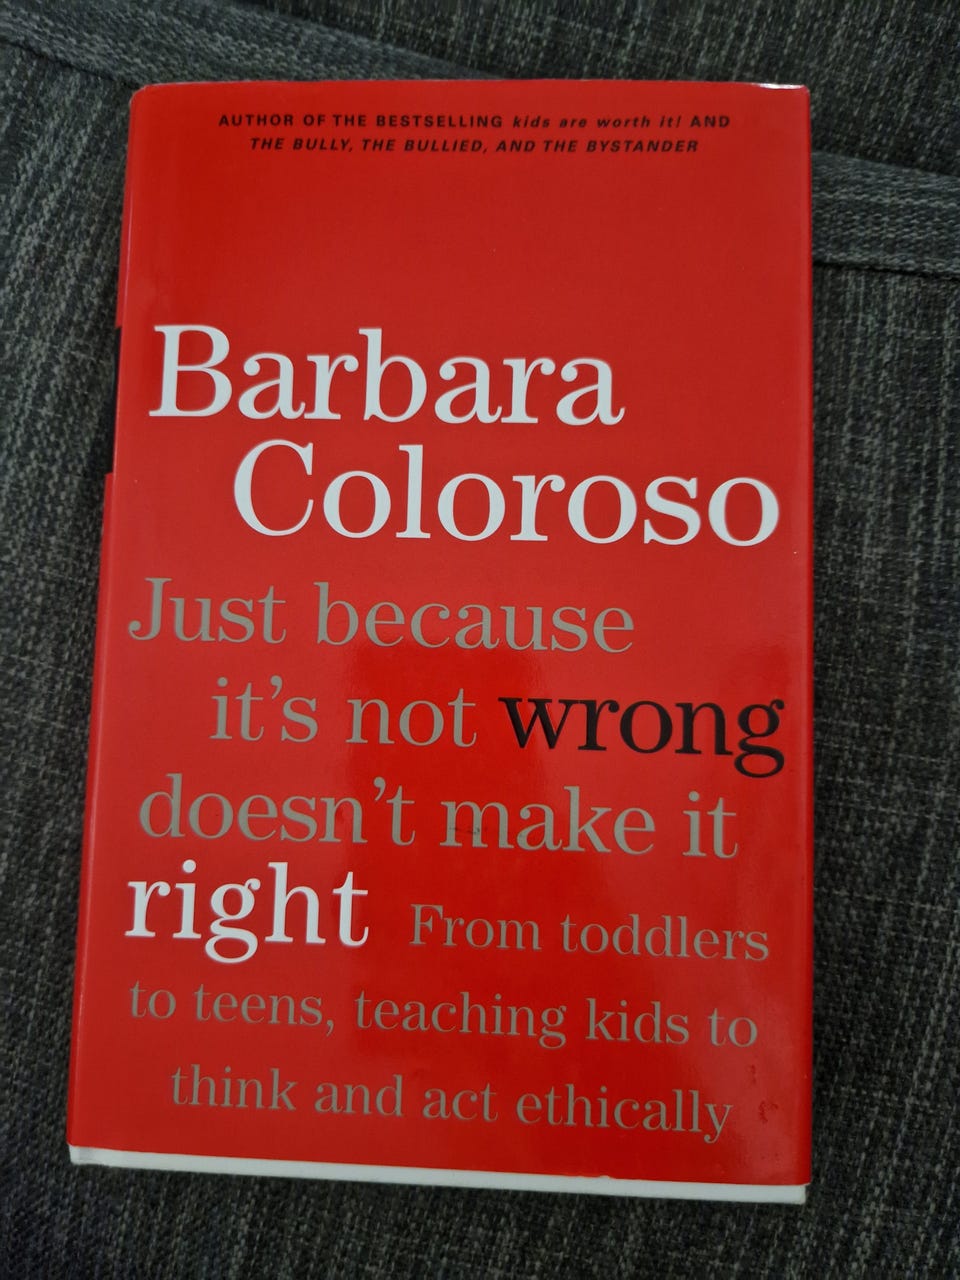 AUTHOR OF THE BESTSELLING kids are worth it! AND
THE BULLY, THE BULLIED, AND THE BYSTANDER
Barbara
Coloroso
Just because
it's not wrong
doesn't make it
right From toddlers
to teens, teaching kids to
think and act ethically